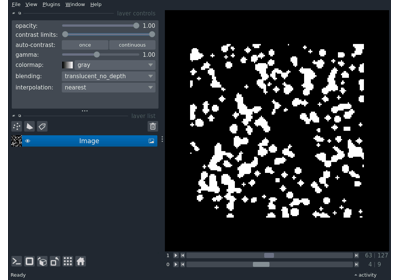 File View Plugins Window Help
layer controls
opacity: 1.00
contrast limits:
auto-contrast: once continuous
gamma: 1.00
colormap: gray
blending: translucent_no_depth
interpolation: nearest
layer list
Image
1 63 127
0 4 9
Ready activity